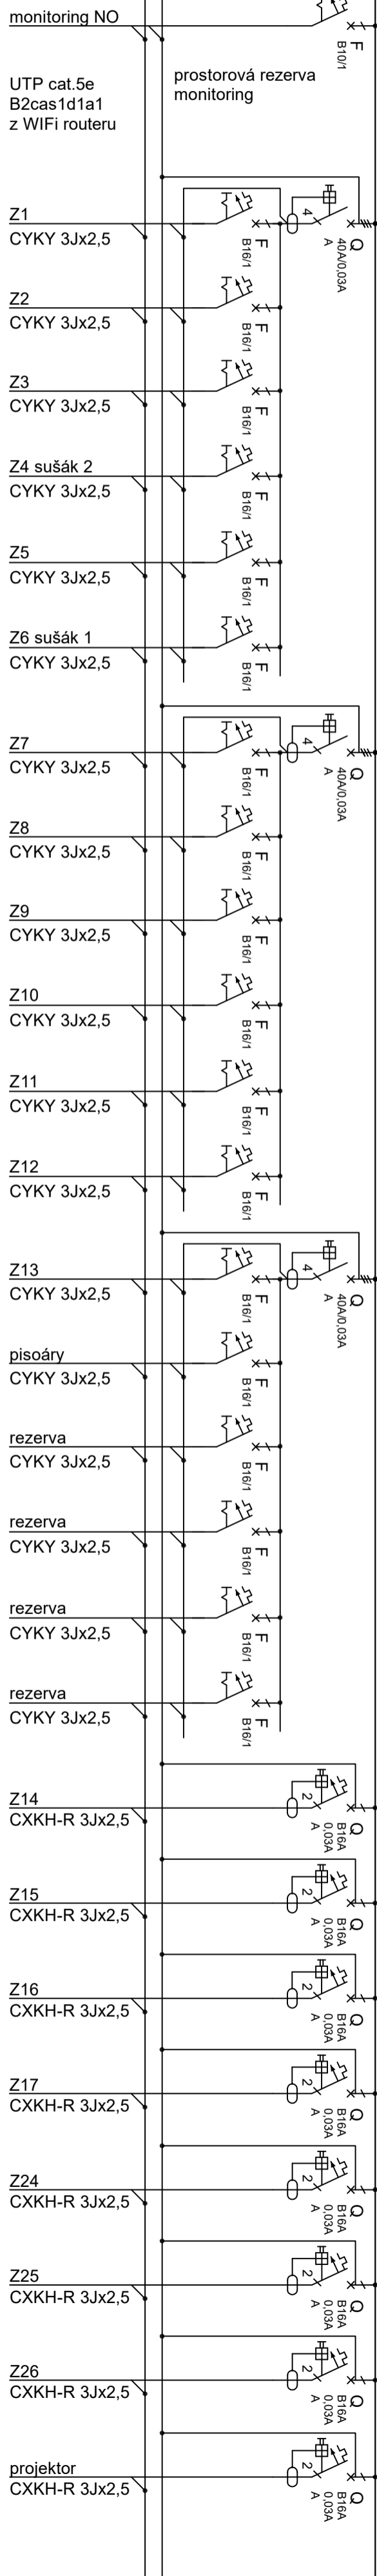 monitoring NO
F
B10/1
UTP cat.5e
B2cas1d1a1
z WIFi routeru
prostorová rezerva
monitoring
Z1
CYKY 3Jx2,5
F
B16/1
4
Q
40A/0,03A
A
Z2
CYKY 3Jx2,5
F
B16/1
Z3
CYKY 3Jx2,5
F
B16/1
Z4 sušák 2
CYKY 3Jx2,5
F
B16/1
Z5
CYKY 3Jx2,5
F
B16/1
Z6 sušák 1
CYKY 3Jx2,5
F
B16/1
Z7
CYKY 3Jx2,5
F
B16/1
4
Q
40A/0,03A
A
Z8
CYKY 3Jx2,5
F
B16/1
Z9
CYKY 3Jx2,5
F
B16/1
Z10
CYKY 3Jx2,5
F
B16/1
Z11
CYKY 3Jx2,5
F
B16/1
Z12
CYKY 3Jx2,5
F
B16/1
Z13
CYKY 3Jx2,5
F
B16/1
4
Q
40A/0,03A
A
pisoáry
CYKY 3Jx2,5
F
B16/1
rezerva
CYKY 3Jx2,5
F
B16/1
rezerva
CYKY 3Jx2,5
F
B16/1
rezerva
CYKY 3Jx2,5
F
B16/1
rezerva
CYKY 3Jx2,5
F
B16/1
Z14
CXKH-R 3Jx2,5
2
Q
B16A
0,03A
A
Z15
CXKH-R 3Jx2,5
2
Q
B16A
0,03A
A
Z16
CXKH-R 3Jx2,5
2
Q
B16A
0,03A
A
Z17
CXKH-R 3Jx2,5
2
Q
B16A
0,03A
A
Z24
CXKH-R 3Jx2,5
2
Q
B16A
0,03A
A
Z25
CXKH-R 3Jx2,5
2
Q
B16A
0,03A
A
Z26
CXKH-R 3Jx2,5
2
Q
B16A
0,03A
A
projektor
CXKH-R 3Jx2,5
2
Q
B16A
0,03A
A